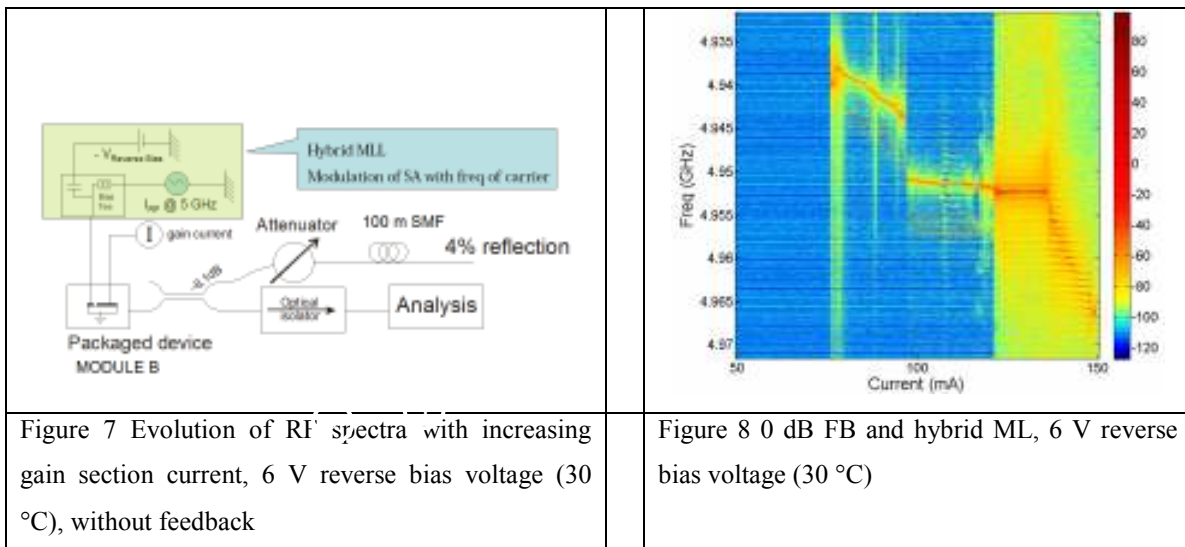 - V Reverse Bias
Bias
Tee
@ 5 GHz
Hybrid MLL
Modulation of SA with freq of carrier
I gain current
Attenuator
100 m SMF
4% reflection
-0.1dB
Optical
isolator
Analysis
Packaged device
MODULE B
4.935
4.94
4.945
4.95
4.955
4.96
4.965
4.97
Freq (GHz)
50
100
150
Current (mA)
80
60
40
20
0
-20
-40
-60
-80
-100
-120
Figure 7 Evolution of RF spectra with increasing
gain section current, 6 V reverse bias voltage (30
°C), without feedback
Figure 8 0 dB FB and hybrid ML, 6 V reverse
bias voltage (30 °C)